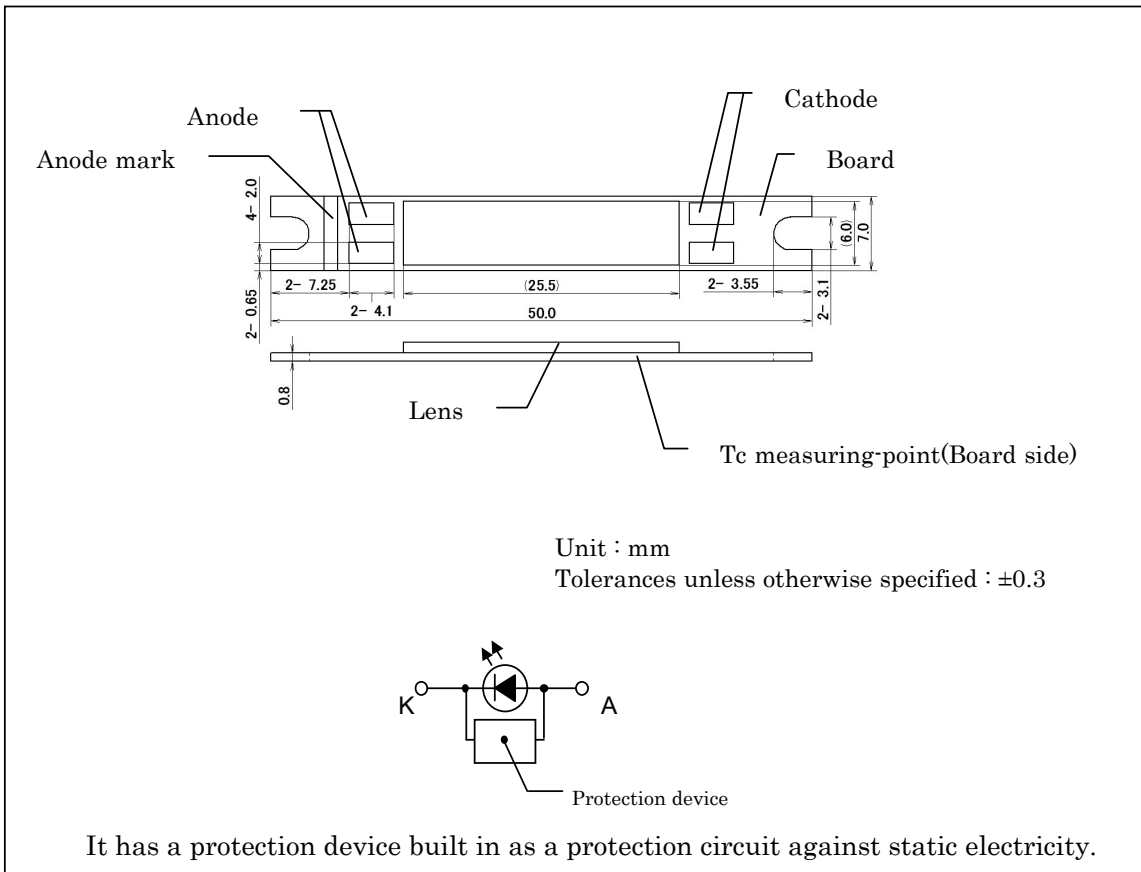 Anode
Cathode
Anode mark
Board
4- 2.0
(6.0)
7.0
2- 7.25
(25.5)
2- 3.55
2- 3.1
2- 0.65
2- 4.1
50.0
0.8
Lens
Tc measuring-point(Board side)
Unit : mm
Tolerances unless otherwise specified : ±0.3
K
A
Protection device
It has a protection device built in as a protection circuit against static electricity.